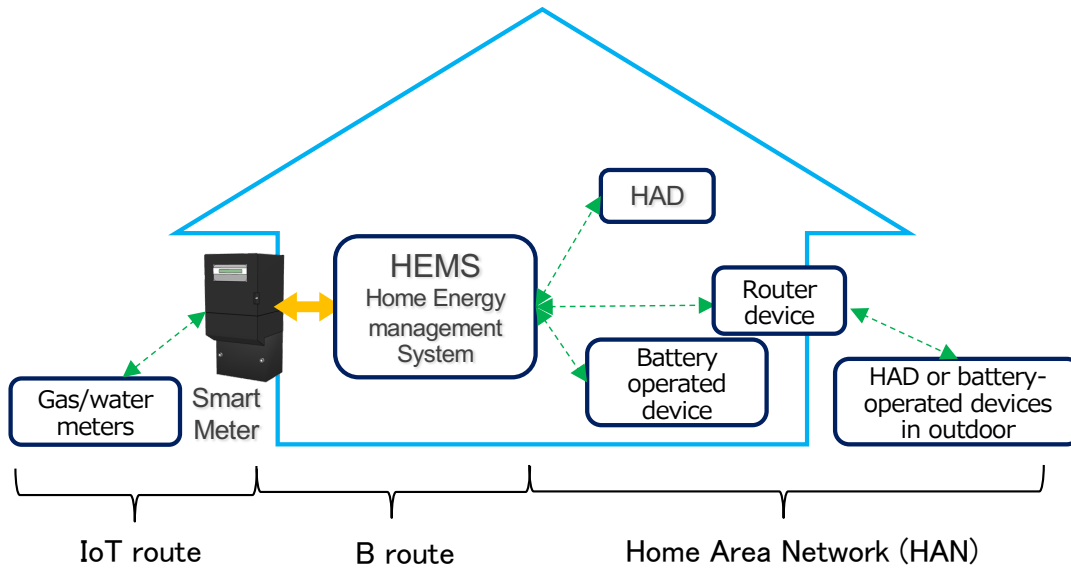 HAD
HEMS
Home Energy
management
System
Router
device
Battery
operated
device
HAD or battery-
operated devices
in outdoor
Gas/water
meters
Smart
Meter
IoT route
B route
Home Area Network (HAN)